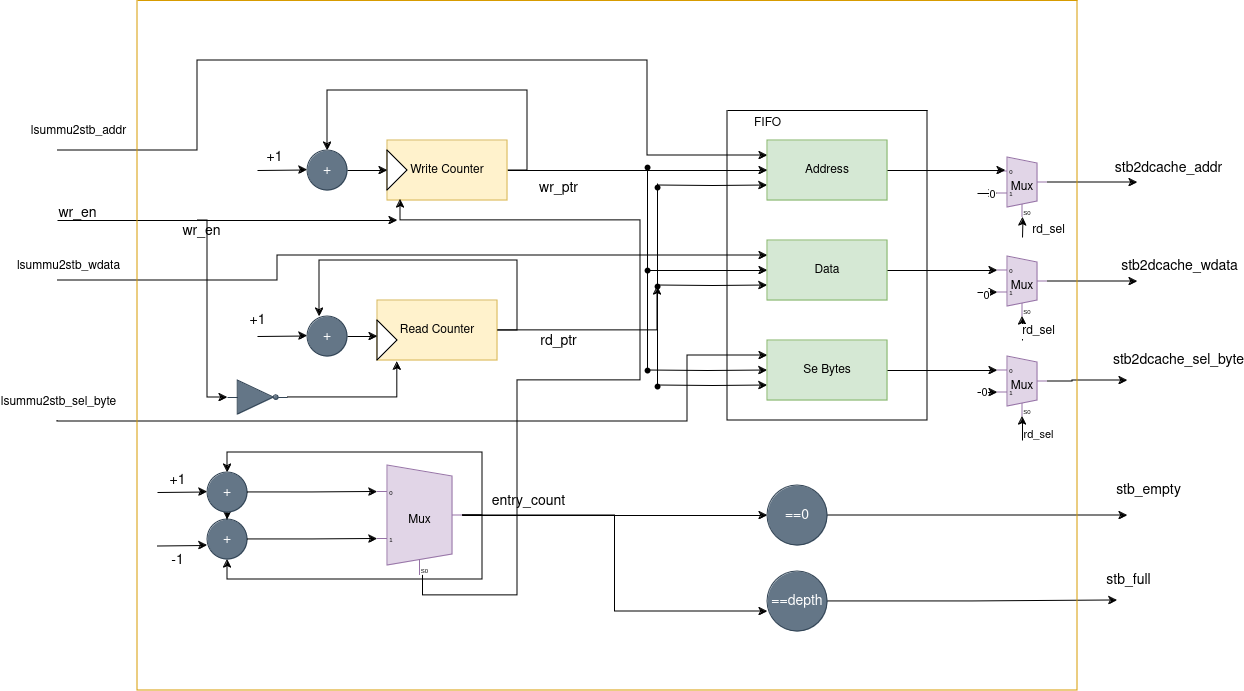 FIFO
lsummu2stb_addr
+1
+
Write Counter
wr_ptr
Address
0
Mux
1
0
S0
rd_sel
stb2dcache_addr
wr_en
wr_en
lsummu2stb_wdata
Data
0
Mux
1
0
S0
rd_sel
stb2dcache_wdata
+1
+
Read Counter
rd_ptr
Se Bytes
0
Mux
1
0
S0
rd_sel
stb2dcache_sel_byte
lsummu2stb_sel_byte
+1
+
0
Mux
1
S0
+
-1
entry_count
==0
stb_empty
==depth
stb_full